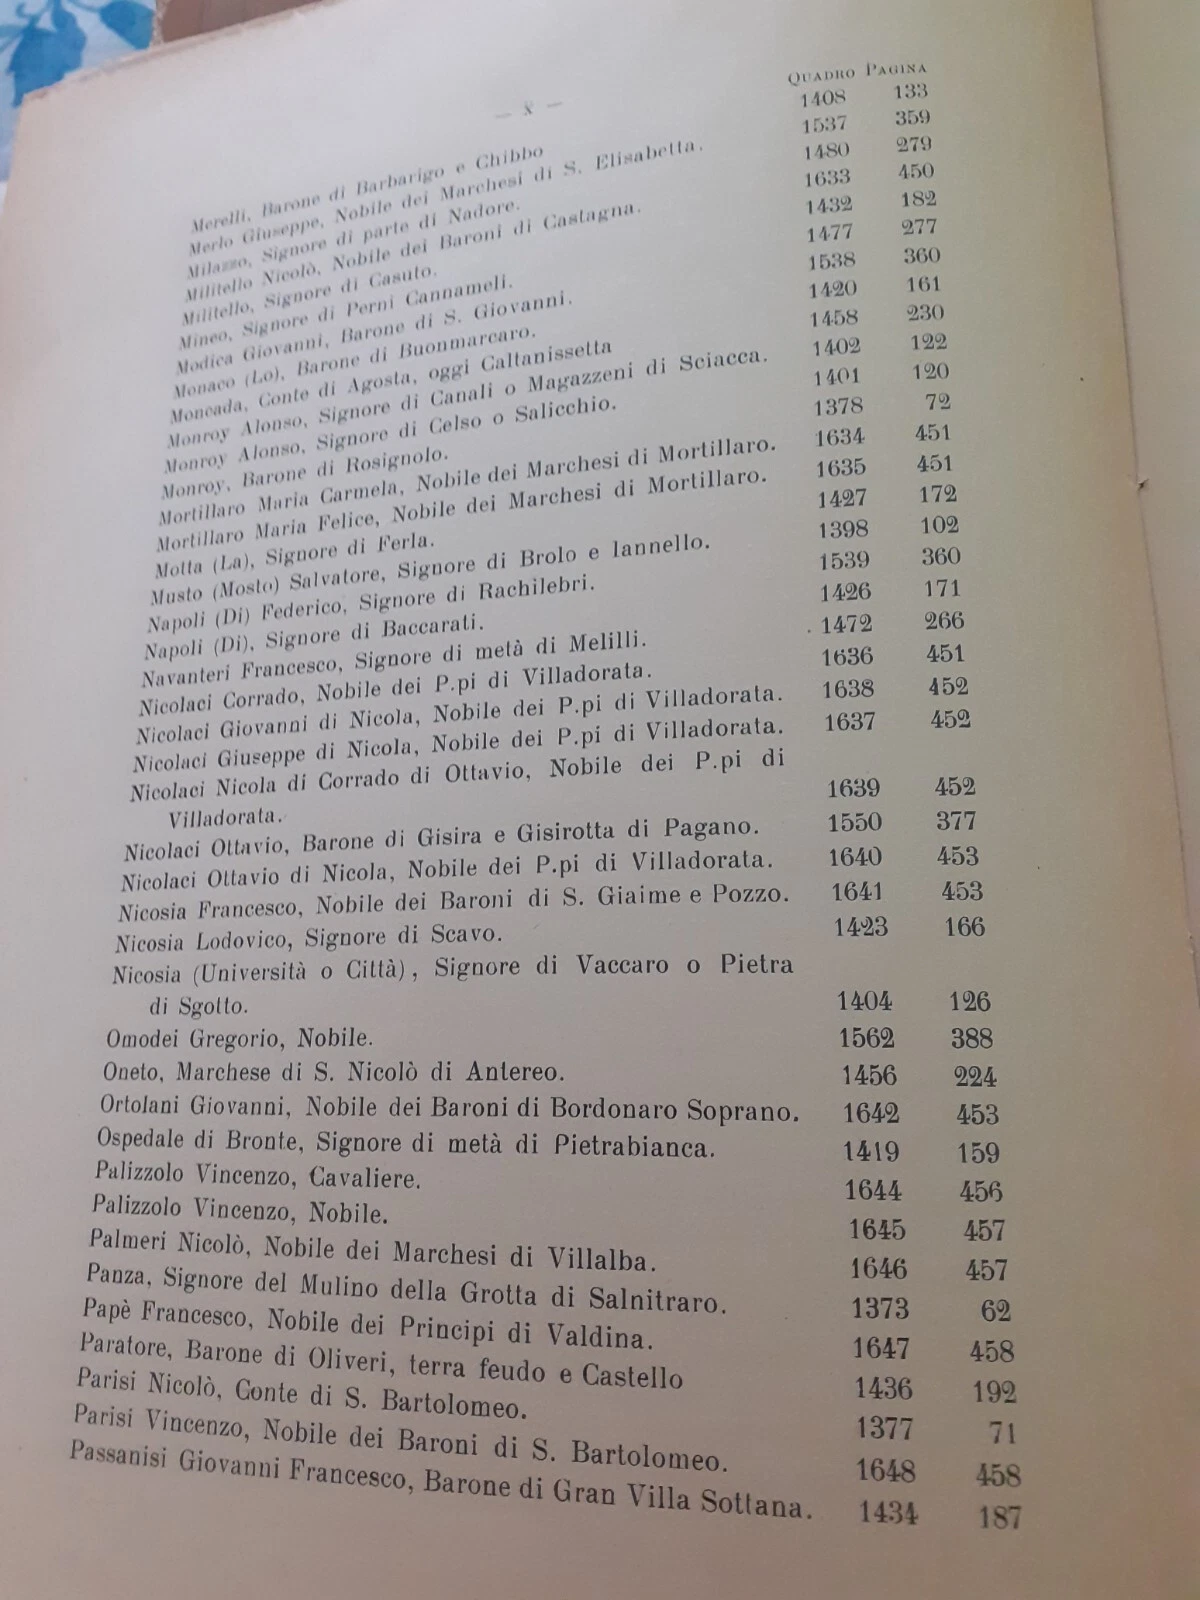 — X —
QUADRO PAGINA
Merelli, Barone di Barbarigo e Chibbo 1408 133
Merlo Giuseppe, Nobile dei Marchesi di S. Elisabetta. 1537 359
Milazzo, Signore di parte di Nadore. 1480 279
Militello Nicolò, Nobile dei Baroni di Castagna. 1633 450
Militello, Signore di Casuto. 1432 182
Mineo, Signore di Perni Cannameli. 1477 277
Modica Giovanni, Barone di S. Giovanni. 1538 360
Monaco (Lo), Barone di Buonmarcaro. 1420 161
Moncada, Conte di Agosta, oggi Caltanissetta 1458 230
Monroy Alonso, Signore di Canali o Magazzeni di Sciacca. 1402 122
Monroy Alonso, Signore di Celso o Salicchio. 1401 120
Monroy, Barone di Rosignolo. 1378 72
Mortillaro Maria Carmela, Nobile dei Marchesi di Mortillaro. 1634 451
Mortillaro Maria Felice, Nobile dei Marchesi di Mortillaro. 1635 451
Motta (La), Signore di Ferla. 1427 172
Musto (Mosto) Salvatore, Signore di Brolo e Iannello. 1398 102
Napoli (Di) Federico, Signore di Rachilebri. 1539 360
Napoli (Di), Signore di Baccarati. 1426 171
Navanteri Francesco, Signore di metà di Melilli. 1472 266
Nicolaci Corrado, Nobile dei P.pi di Villadorata. 1636 451
Nicolaci Giovanni di Nicola, Nobile dei P.pi di Villadorata. 1638 452
Nicolaci Giuseppe di Nicola, Nobile dei P.pi di Villadorata. 1637 452
Nicolaci Nicola di Corrado di Ottavio, Nobile dei P.pi di
Villadorata. 1639 452
Nicolaci Ottavio, Barone di Gisira e Gisirotta di Pagano. 1550 377
Nicolaci Ottavio di Nicola, Nobile dei P.pi di Villadorata. 1640 453
Nicosia Francesco, Nobile dei Baroni di S. Giaime e Pozzo. 1641 453
Nicosia Lodovico, Signore di Scavo. 1423 166
Nicosia (Università o Città), Signore di Vaccaro o Pietra
di Sgotto. 1404 126
Omodei Gregorio, Nobile. 1562 388
Oneto, Marchese di S. Nicolò di Antereo. 1456 224
Ortolani Giovanni, Nobile dei Baroni di Bordonaro Soprano. 1642 453
Ospedale di Bronte, Signore di metà di Pietrabianca. 1419 159
Palizzolo Vincenzo, Cavaliere. 1644 456
Palizzolo Vincenzo, Nobile. 1645 457
Palmeri Nicolò, Nobile dei Marchesi di Villalba. 1646 457
Panza, Signore del Mulino della Grotta di Salnitraro. 1373 62
Papè Francesco, Nobile dei Principi di Valdina. 1647 458
Paratore, Barone di Oliveri, terra feudo e Castello 1436 192
Parisi Nicolò, Conte di S. Bartolomeo. 1377 71
Parisi Vincenzo, Nobile dei Baroni di S. Bartolomeo. 1648 458
Passanisi Giovanni Francesco, Barone di Gran Villa Sottana. 1434 187